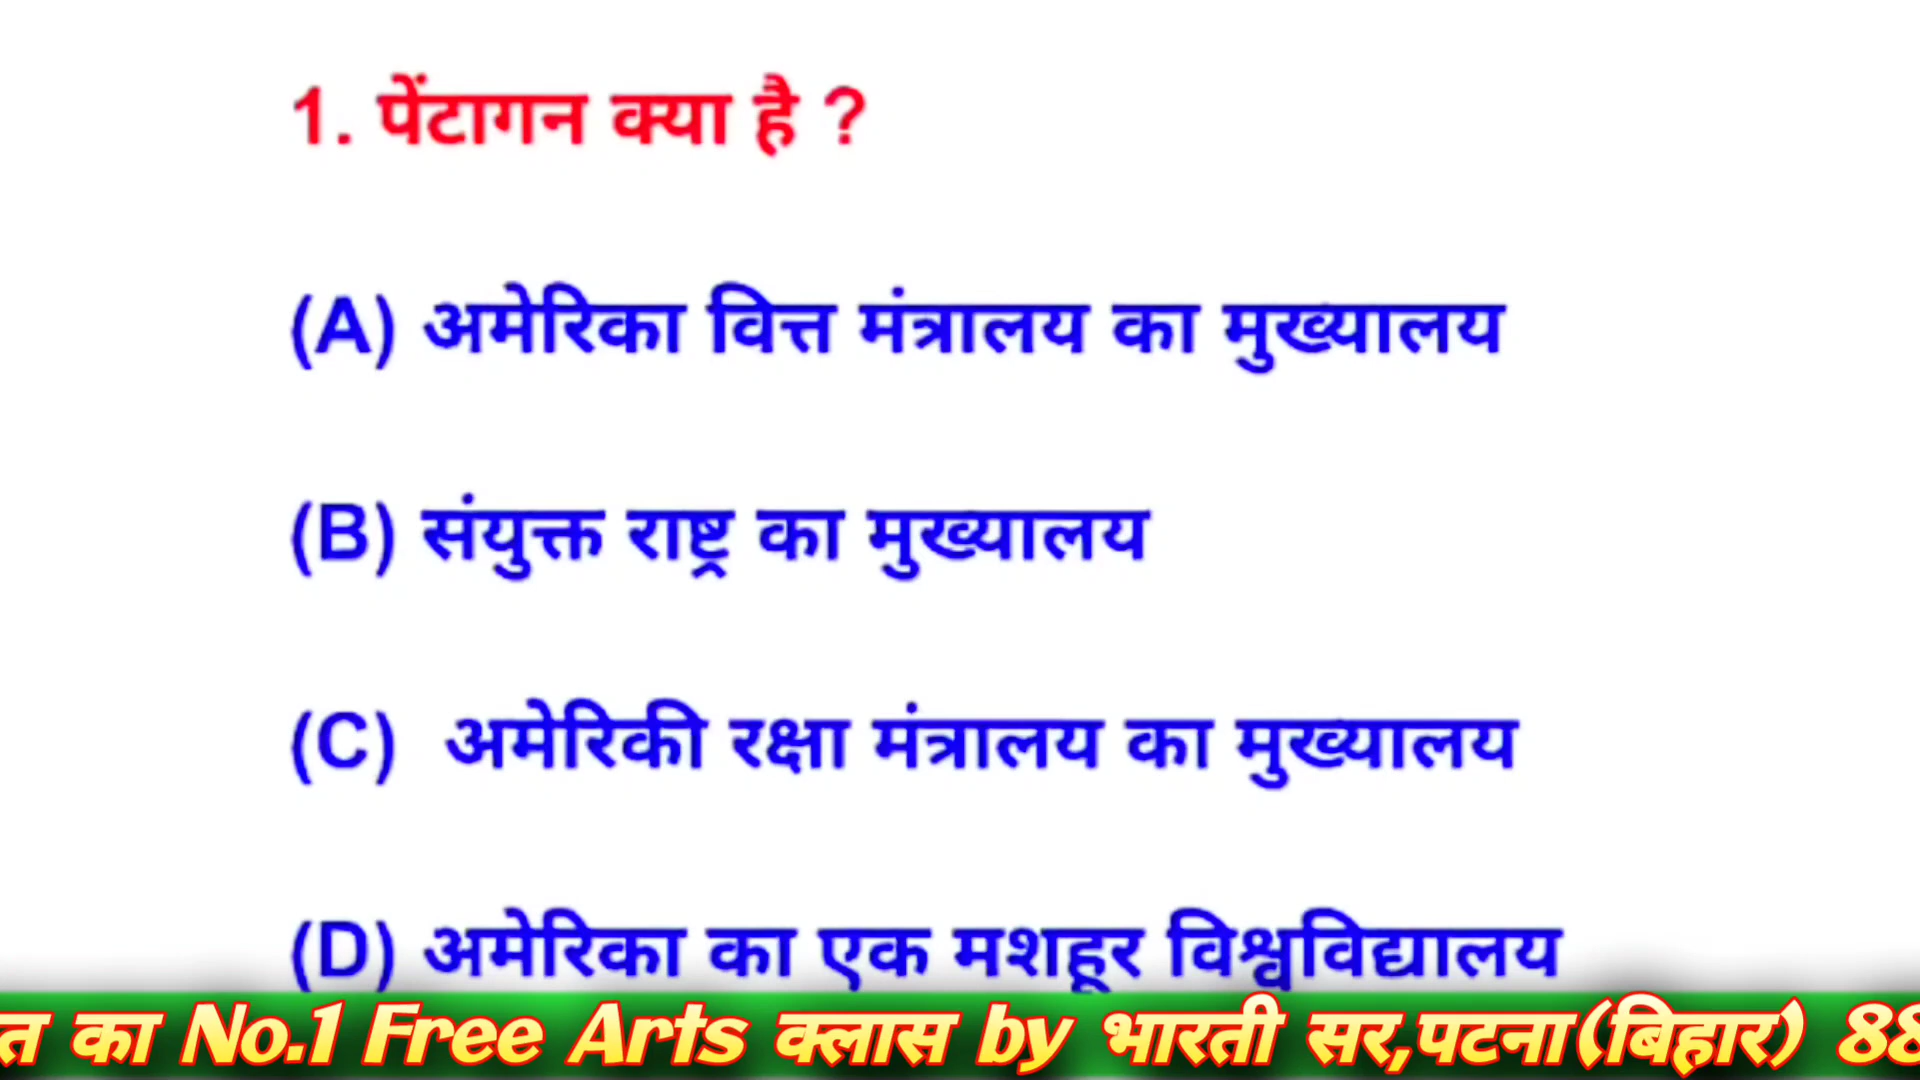 1. पेंटागन क्या है ?
(A) अमेरिका वित्त मंत्रालय का मुख्यालय
(B) संयुक्त राष्ट्र का मुख्यालय
(C) अमेरिकी रक्षा मंत्रालय का मुख्यालय
(D) अमेरिका का एक मशहूर विश्वविद्यालय
का No.1 Free Arts क्लास by भारती सर,पटना(बिहार) 88